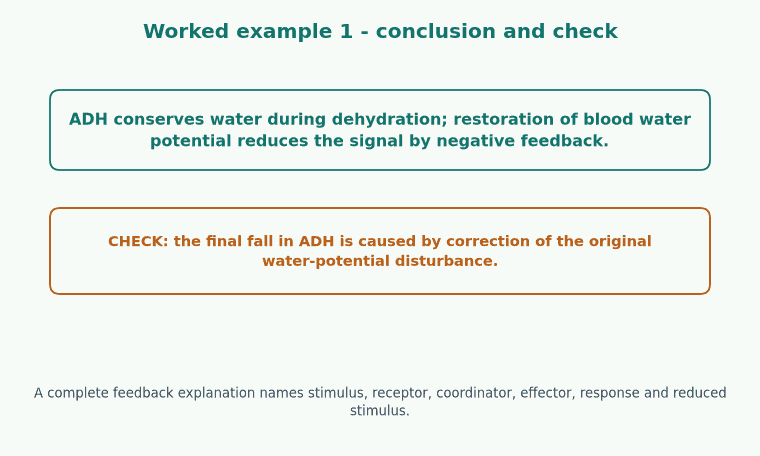 Worked example 1 - conclusion and check
ADH conserves water during dehydration; restoration of blood water
potential reduces the signal by negative feedback.
CHECK: the final fall in ADH is caused by correction of the original
water-potential disturbance.
A complete feedback explanation names stimulus, receptor, coordinator, effector, response and reduced
stimulus.